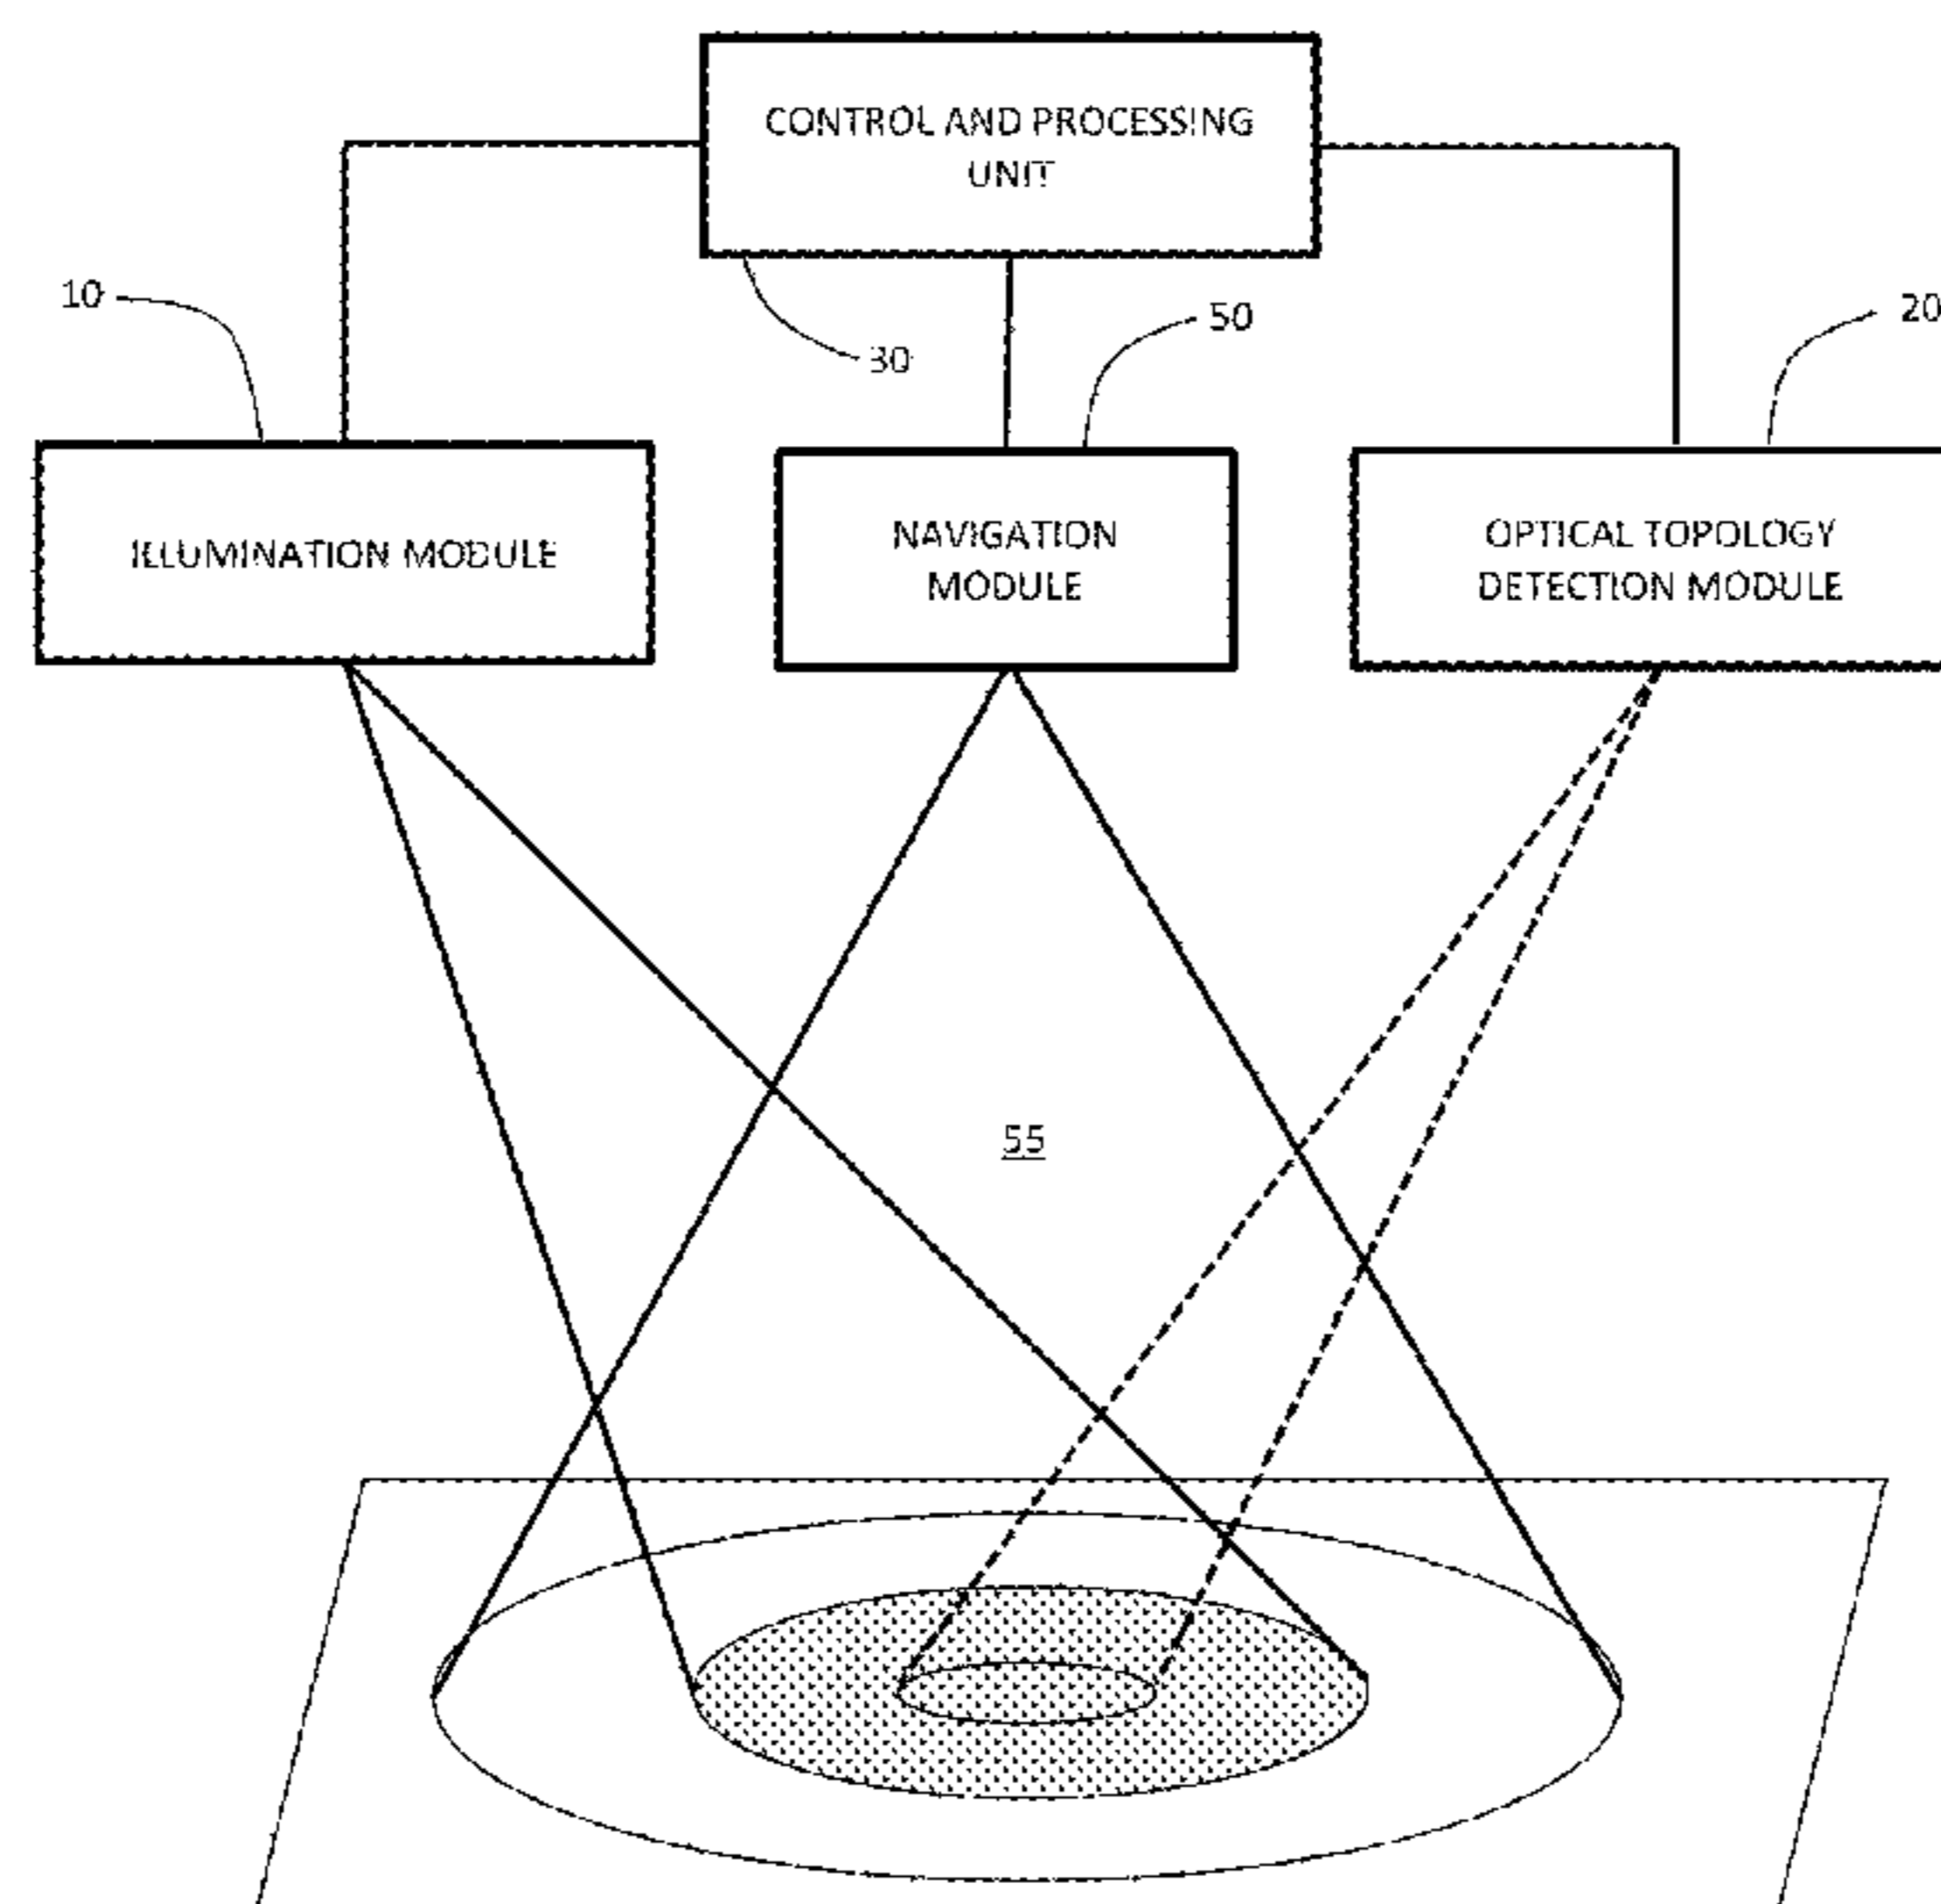 CONTROL AND PROCESSING
UNIT
10
30
50
20
ILLUMINATION MODULE
NAVIGATION
MODULE
OPTICAL TOPOLOGY
DETECTION MODULE
55